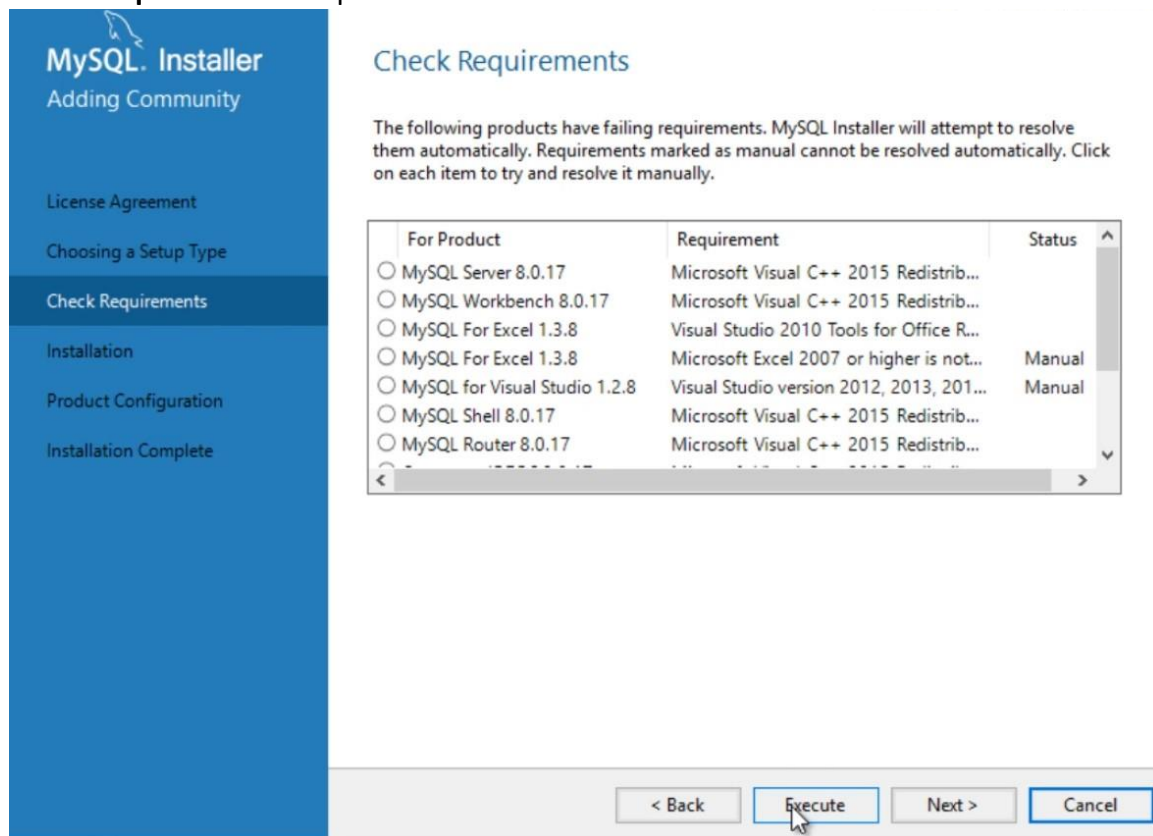 MySQL. Installer
Adding Community
License Agreement
Choosing a Setup Type
Check Requirements
Installation
Product Configuration
Installation Complete
Check Requirements
The following products have failing requirements. MySQL Installer will attempt to resolve
them automatically. Requirements marked as manual cannot be resolved automatically. Click
on each item to try and resolve it manually.
For Product Requirement Status
MySQL Server 8.0.17 Microsoft Visual C++ 2015 Redistrib...
MySQL Workbench 8.0.17 Microsoft Visual C++ 2015 Redistrib...
MySQL For Excel 1.3.8 Visual Studio 2010 Tools for Office R...
MySQL For Excel 1.3.8 Microsoft Excel 2007 or higher is not... Manual
MySQL for Visual Studio 1.2.8 Visual Studio version 2012, 2013, 201... Manual
MySQL Shell 8.0.17 Microsoft Visual C++ 2015 Redistrib...
MySQL Router 8.0.17 Microsoft Visual C++ 2015 Redistrib...
< Back Execute Next > Cancel